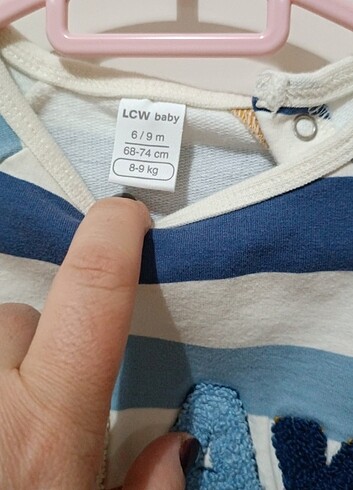 LCW baby
6 / 9 m
68-74 cm
8-9 kg